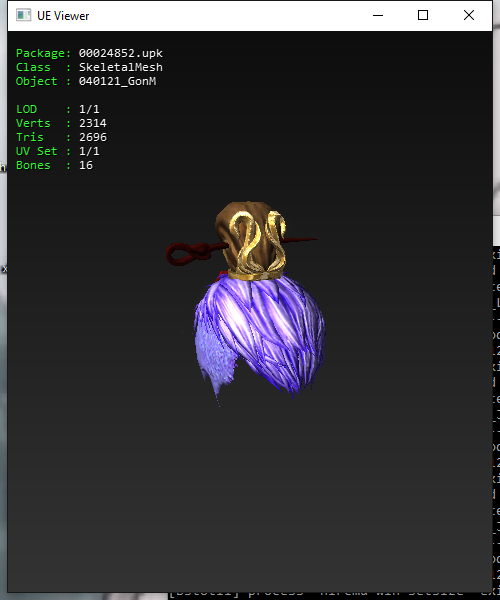 UE Viewer
Package: 00024852.upk
Class : SkeletalMesh
Object : 040121_GonM
LOD : 1/1
Verts : 2314
Tris : 2696
UV Set : 1/1
Bones : 16